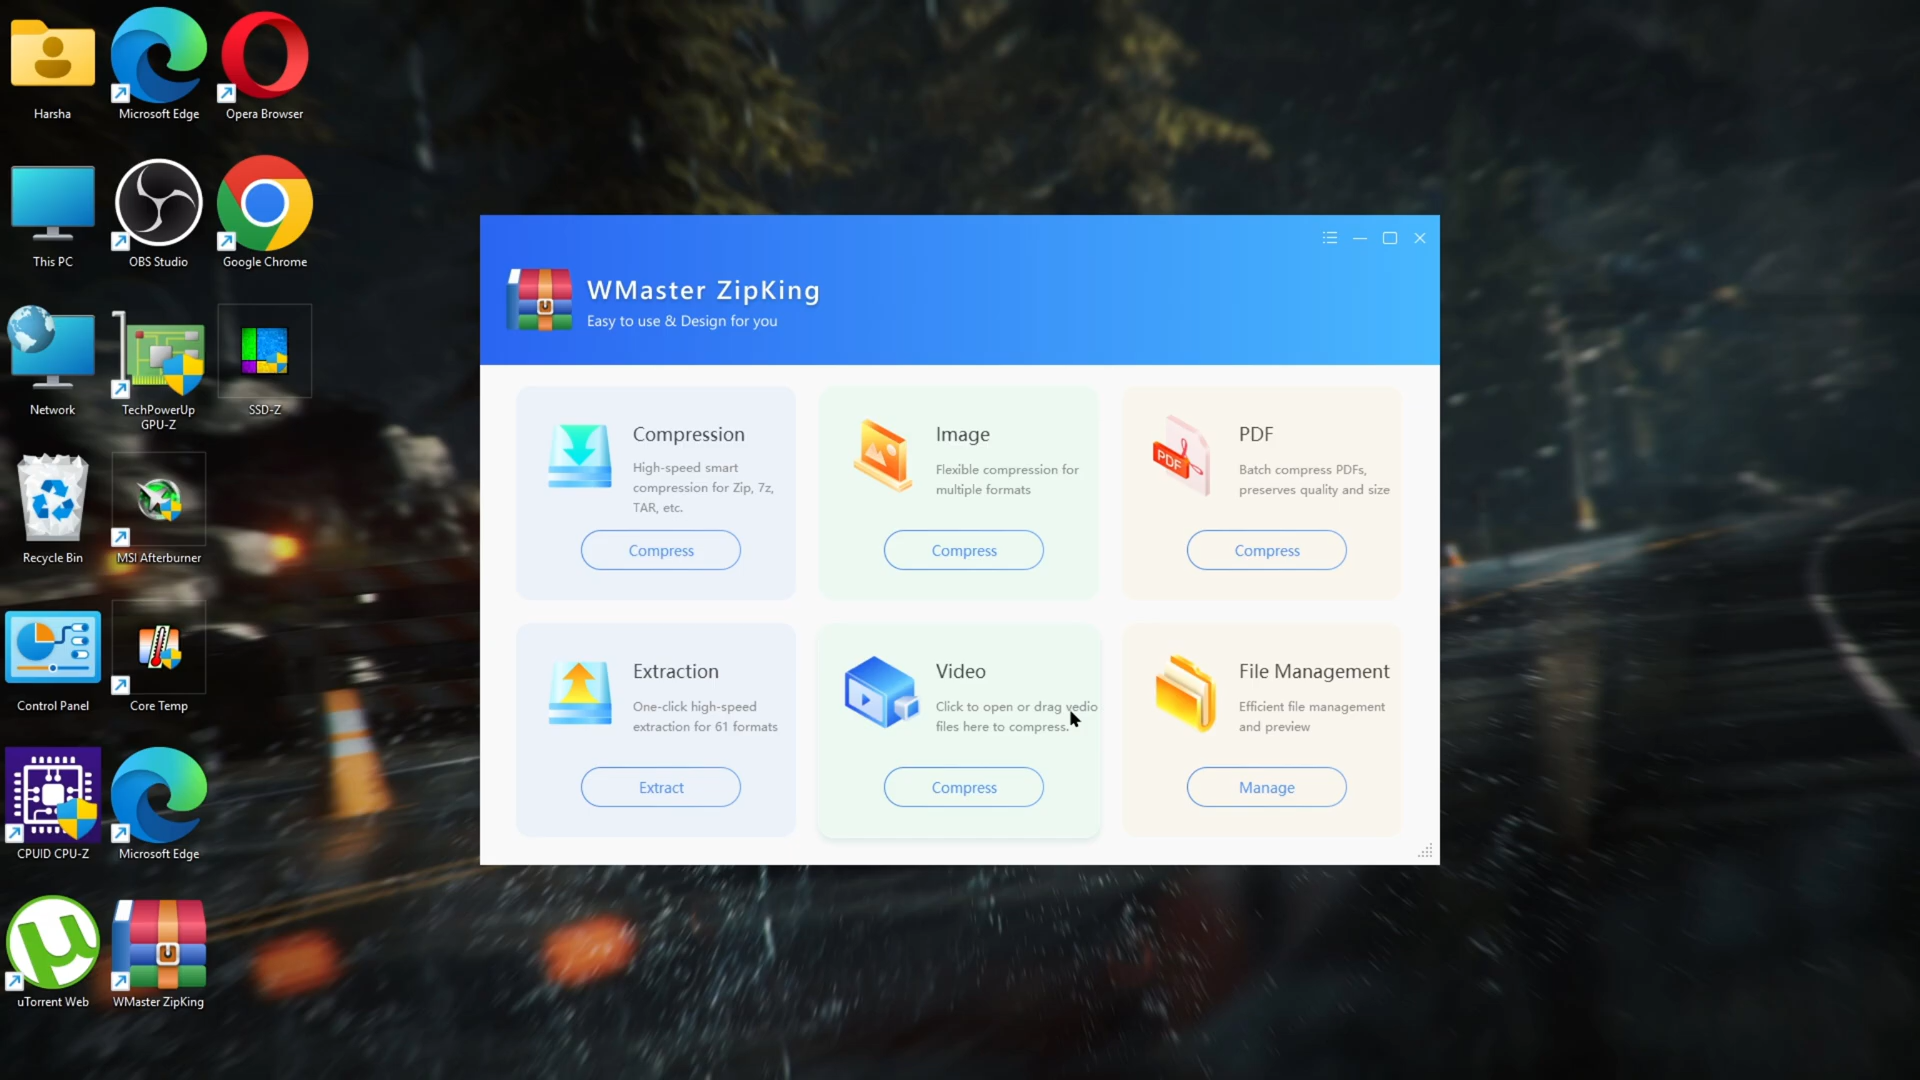 Harsha
Microsoft Edge
Opera Browser
This PC
OBS Studio
Google Chrome
Network
TechPowerUp
GPU-Z
SSD-Z
Recycle Bin
MSI Afterburner
Control Panel
Core Temp
CPUID CPU-Z
Microsoft Edge
uTorrent Web
WMaster ZipKing
WMaster ZipKing
Easy to use & Design for you
Compression
High-speed smart
compression for Zip, 7z,
TAR, etc.
Compress
Image
Flexible compression for
multiple formats
Compress
PDF
PDF
Batch compress PDFs,
preserves quality and size
Compress
Extraction
One-click high-speed
extraction for 61 formats
Extract
Video
Click to open or drag vedio
files here to compress.
Compress
File Management
Efficient file management
and preview
Manage